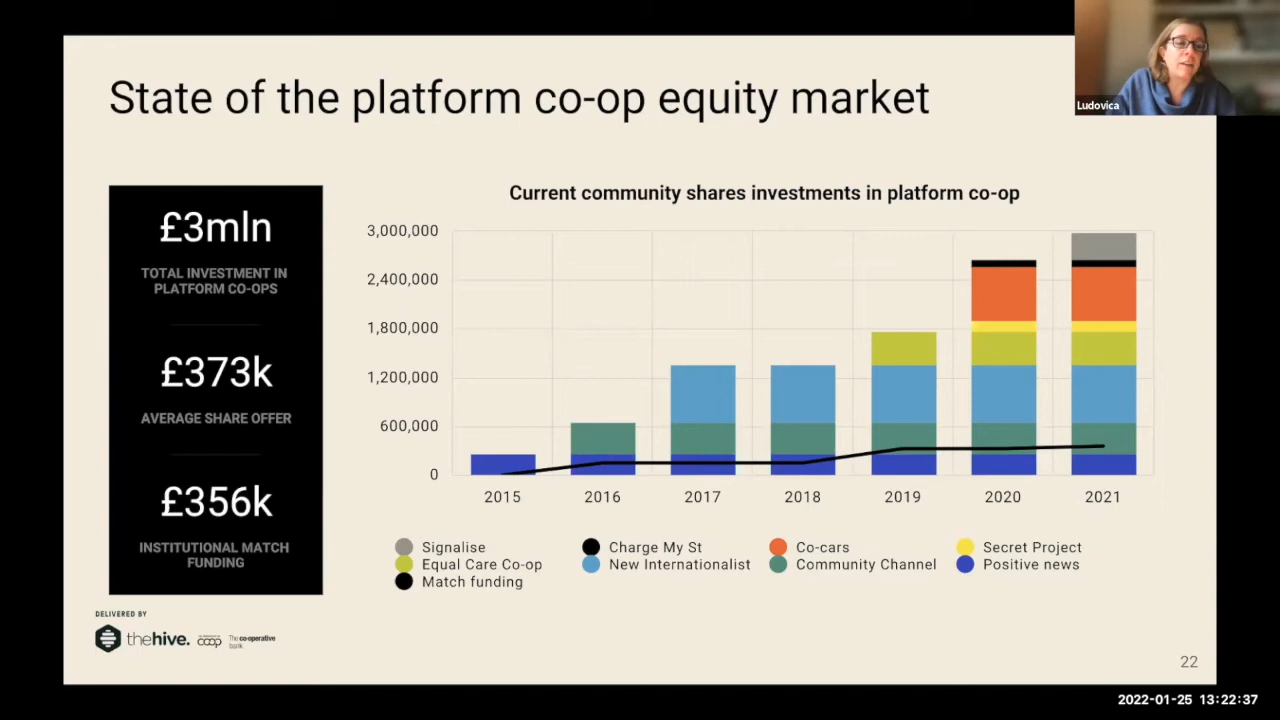 State of the platform co-op equity market
Ludovica
£3mln
TOTAL INVESTMENT IN
PLATFORM CO-OPS
£373k
AVERAGE SHARE OFFER
£356k
INSTITUTIONAL MATCH
FUNDING
Current community shares investments in platform co-op
3,000,000
2,400,000
1,800,000
1,200,000
600,000
0
2015 2016 2017 2018 2019 2020 2021
Signalise Charge My St Co-cars Secret Project
Equal Care Co-op New Internationalist Community Channel Positive news
Match funding
DELIVERED BY
thehive.
coop
The co-operative
bank
22
2022-01-25 13:22:37